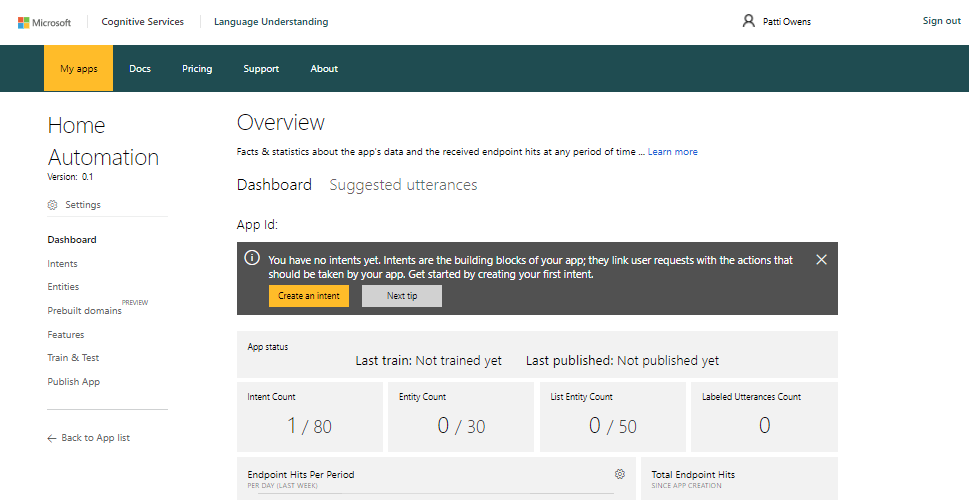 Microsoft Cognitive Services Language Understanding Patti Owens Sign out
My apps Docs Pricing Support About
Home
Automation
Version: 0.1
Settings
Dashboard
Intents
Entities
Prebuilt domains PREVIEW
Features
Train & Test
Publish App
Back to App list
Overview
Facts & statistics about the app's data and the received endpoint hits at any period of time ... Learn more
Dashboard Suggested utterances
App Id:
You have no intents yet. Intents are the building blocks of your app; they link user requests with the actions that
should be taken by your app. Get started by creating your first intent.
Create an intent Next tip
App status
Last train: Not trained yet Last published: Not published yet
Intent Count Entity Count List Entity Count Labeled Utterances Count
1 / 80 0 / 30 0 / 50 0
Endpoint Hits Per Period Total Endpoint Hits
PER DAY (LAST WEEK) SINCE APP CREATION